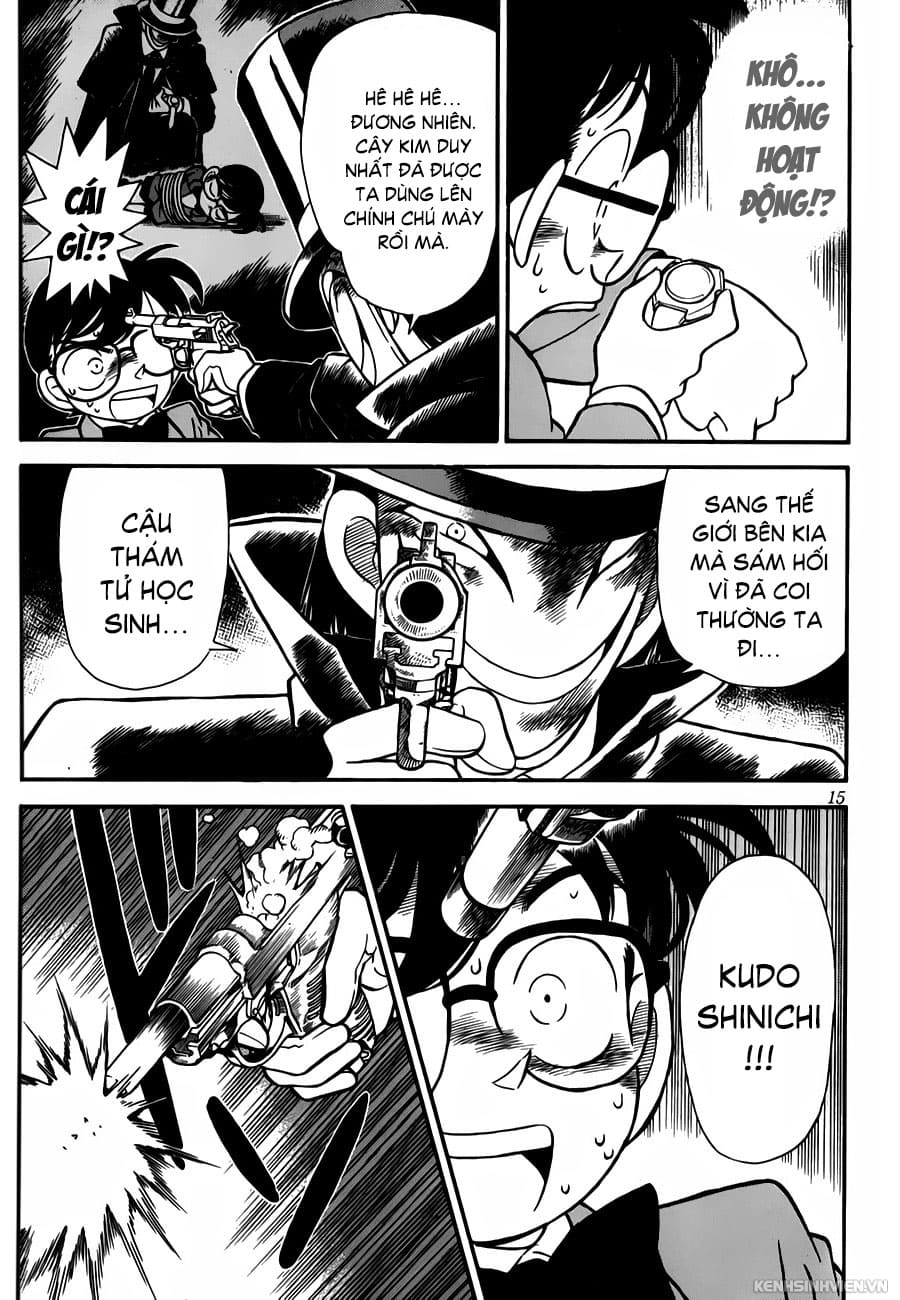 KHÔ...
KHÔNG
HOẠT
ĐỘNG!?
HÊ HÊ HÊ...
ĐƯƠNG NHIÊN.
CÂY KIM DUY
NHẤT ĐÃ ĐƯỢC
TA DÙNG LÊN
CHÍNH CHÚ MÀY
RỒI MÀ.
CÁI
GÌ!?
SANG THẾ
GIỚI BÊN KIA
MÀ SÁM HỐI
VÌ ĐÃ COI
THƯỜNG TA
ĐI...
CẬU
THÁM
TỬ HỌC
SINH...
15
KUDO
SHINICHI
!!!
KENHSINHVIEN.VN